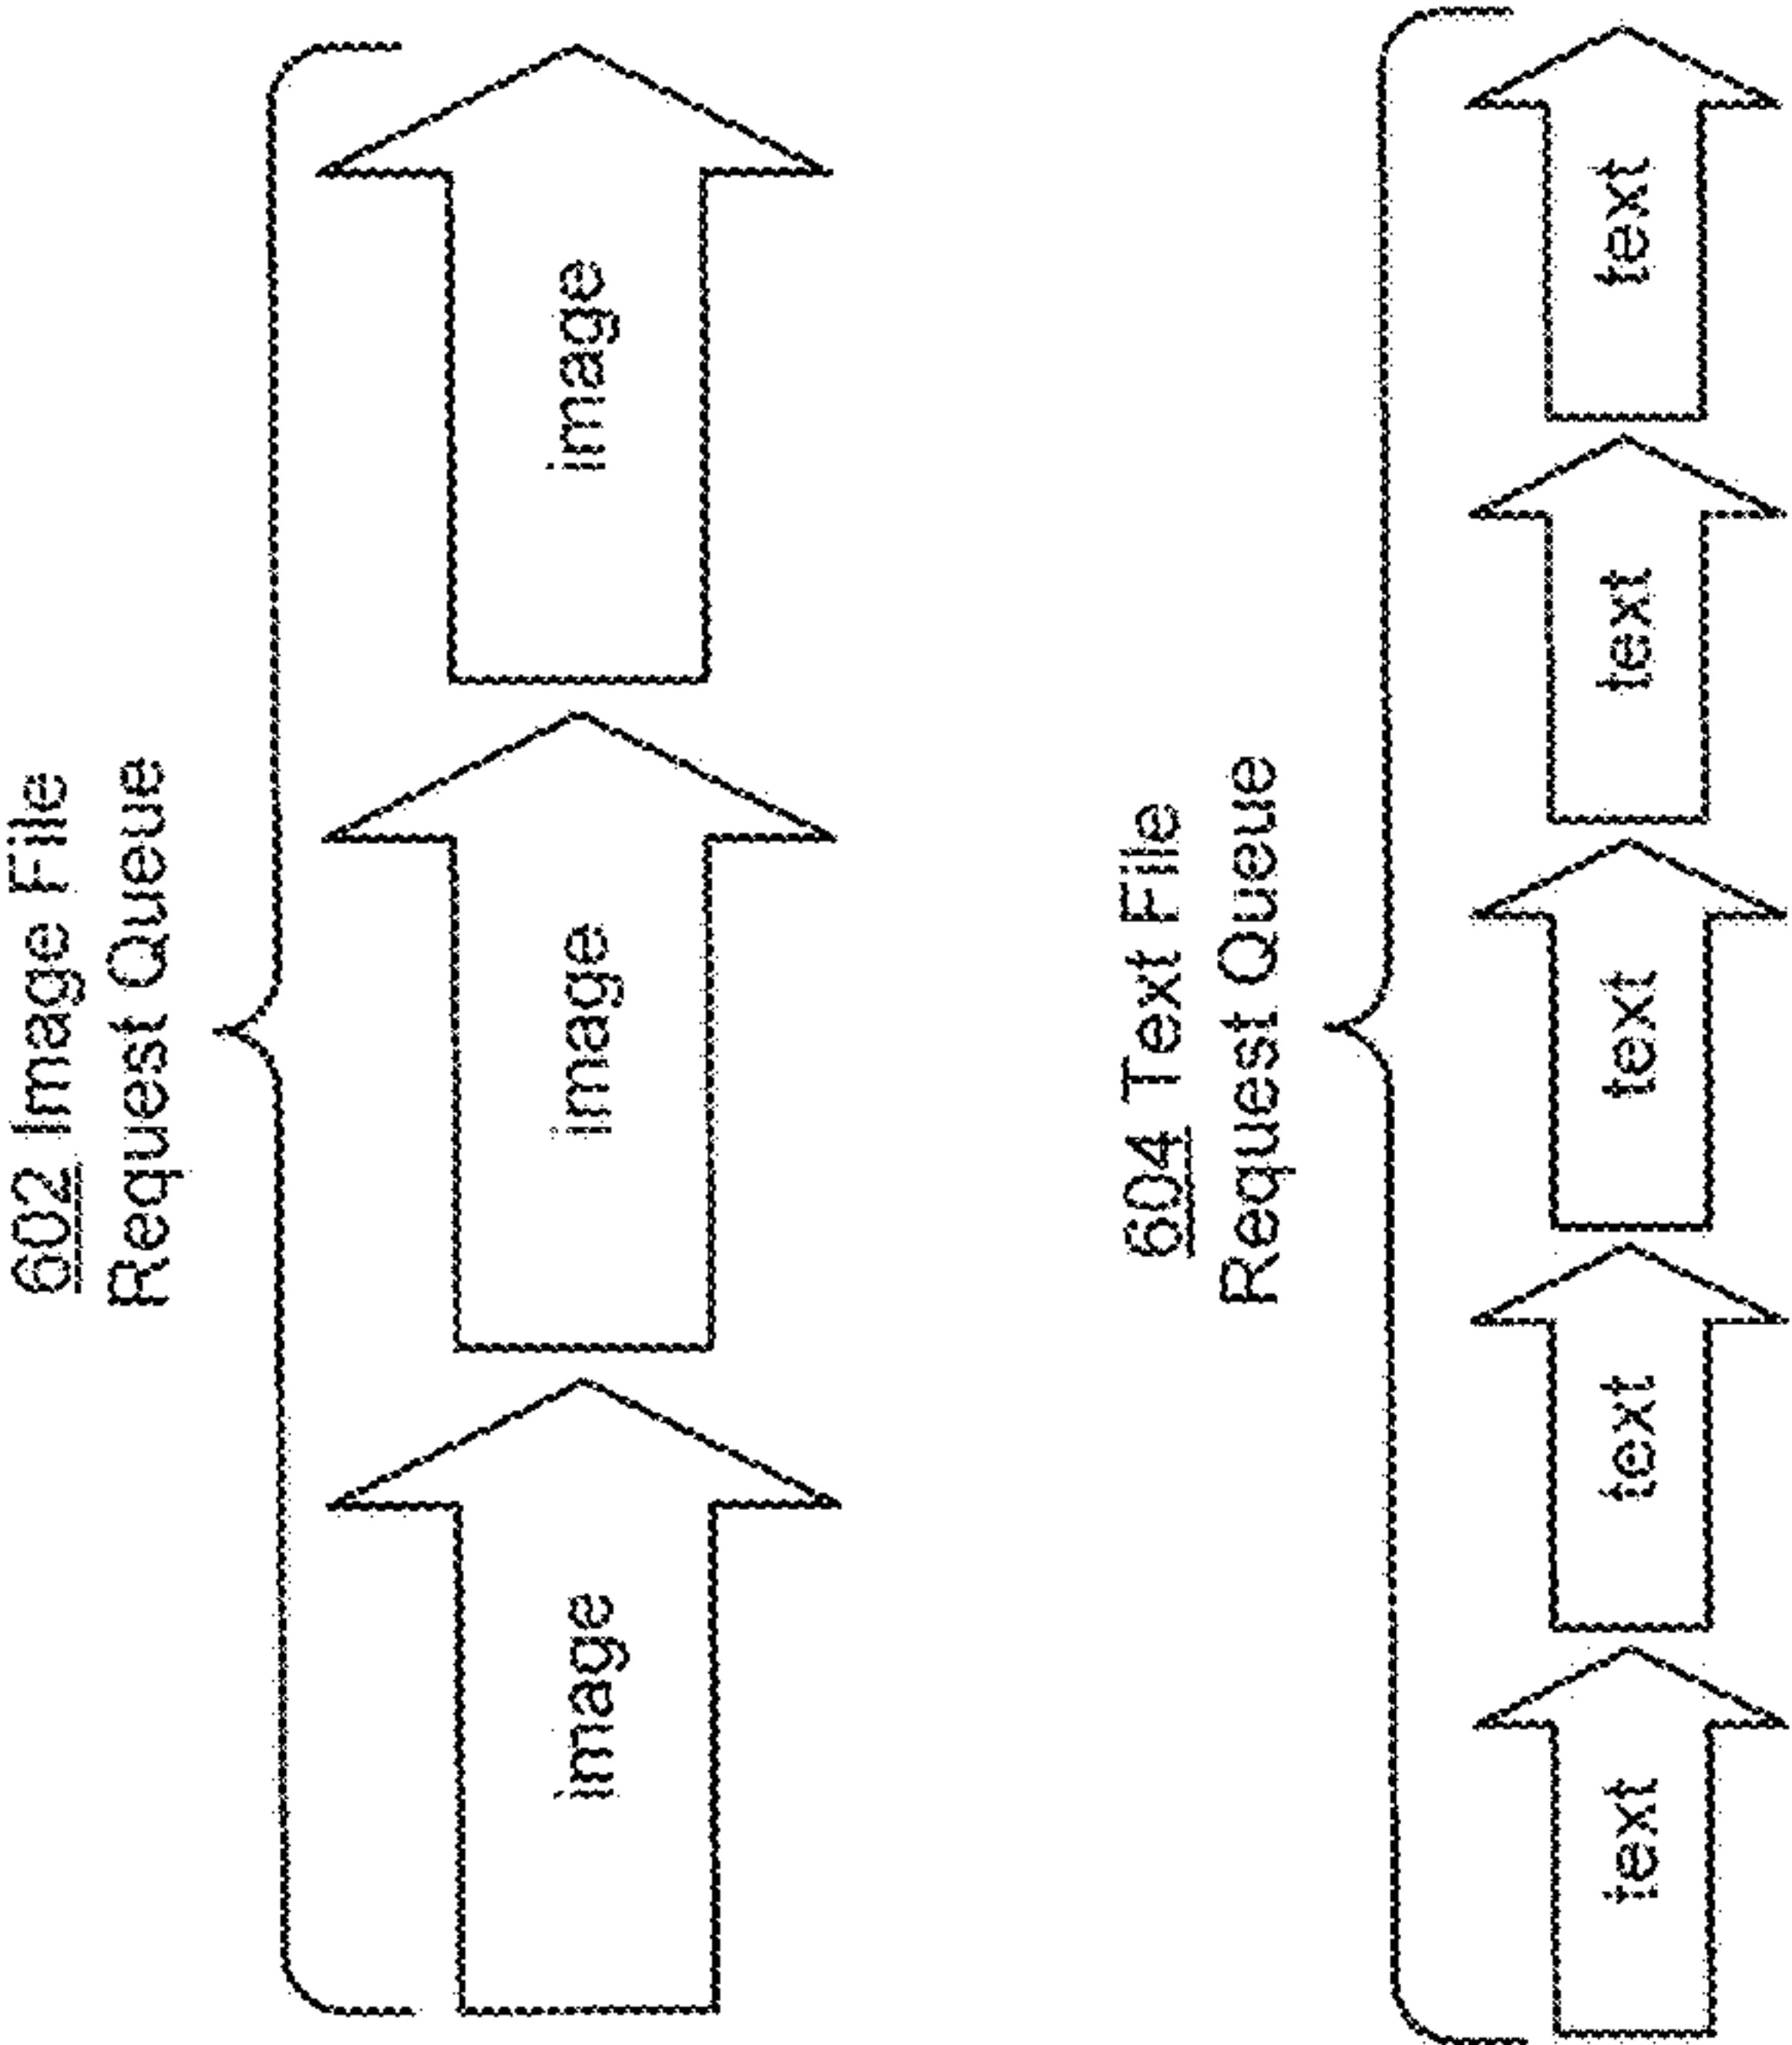 602 Image File
Request Queue
image
image
image
604 Text File
Request Queue
text
text
text
text
text